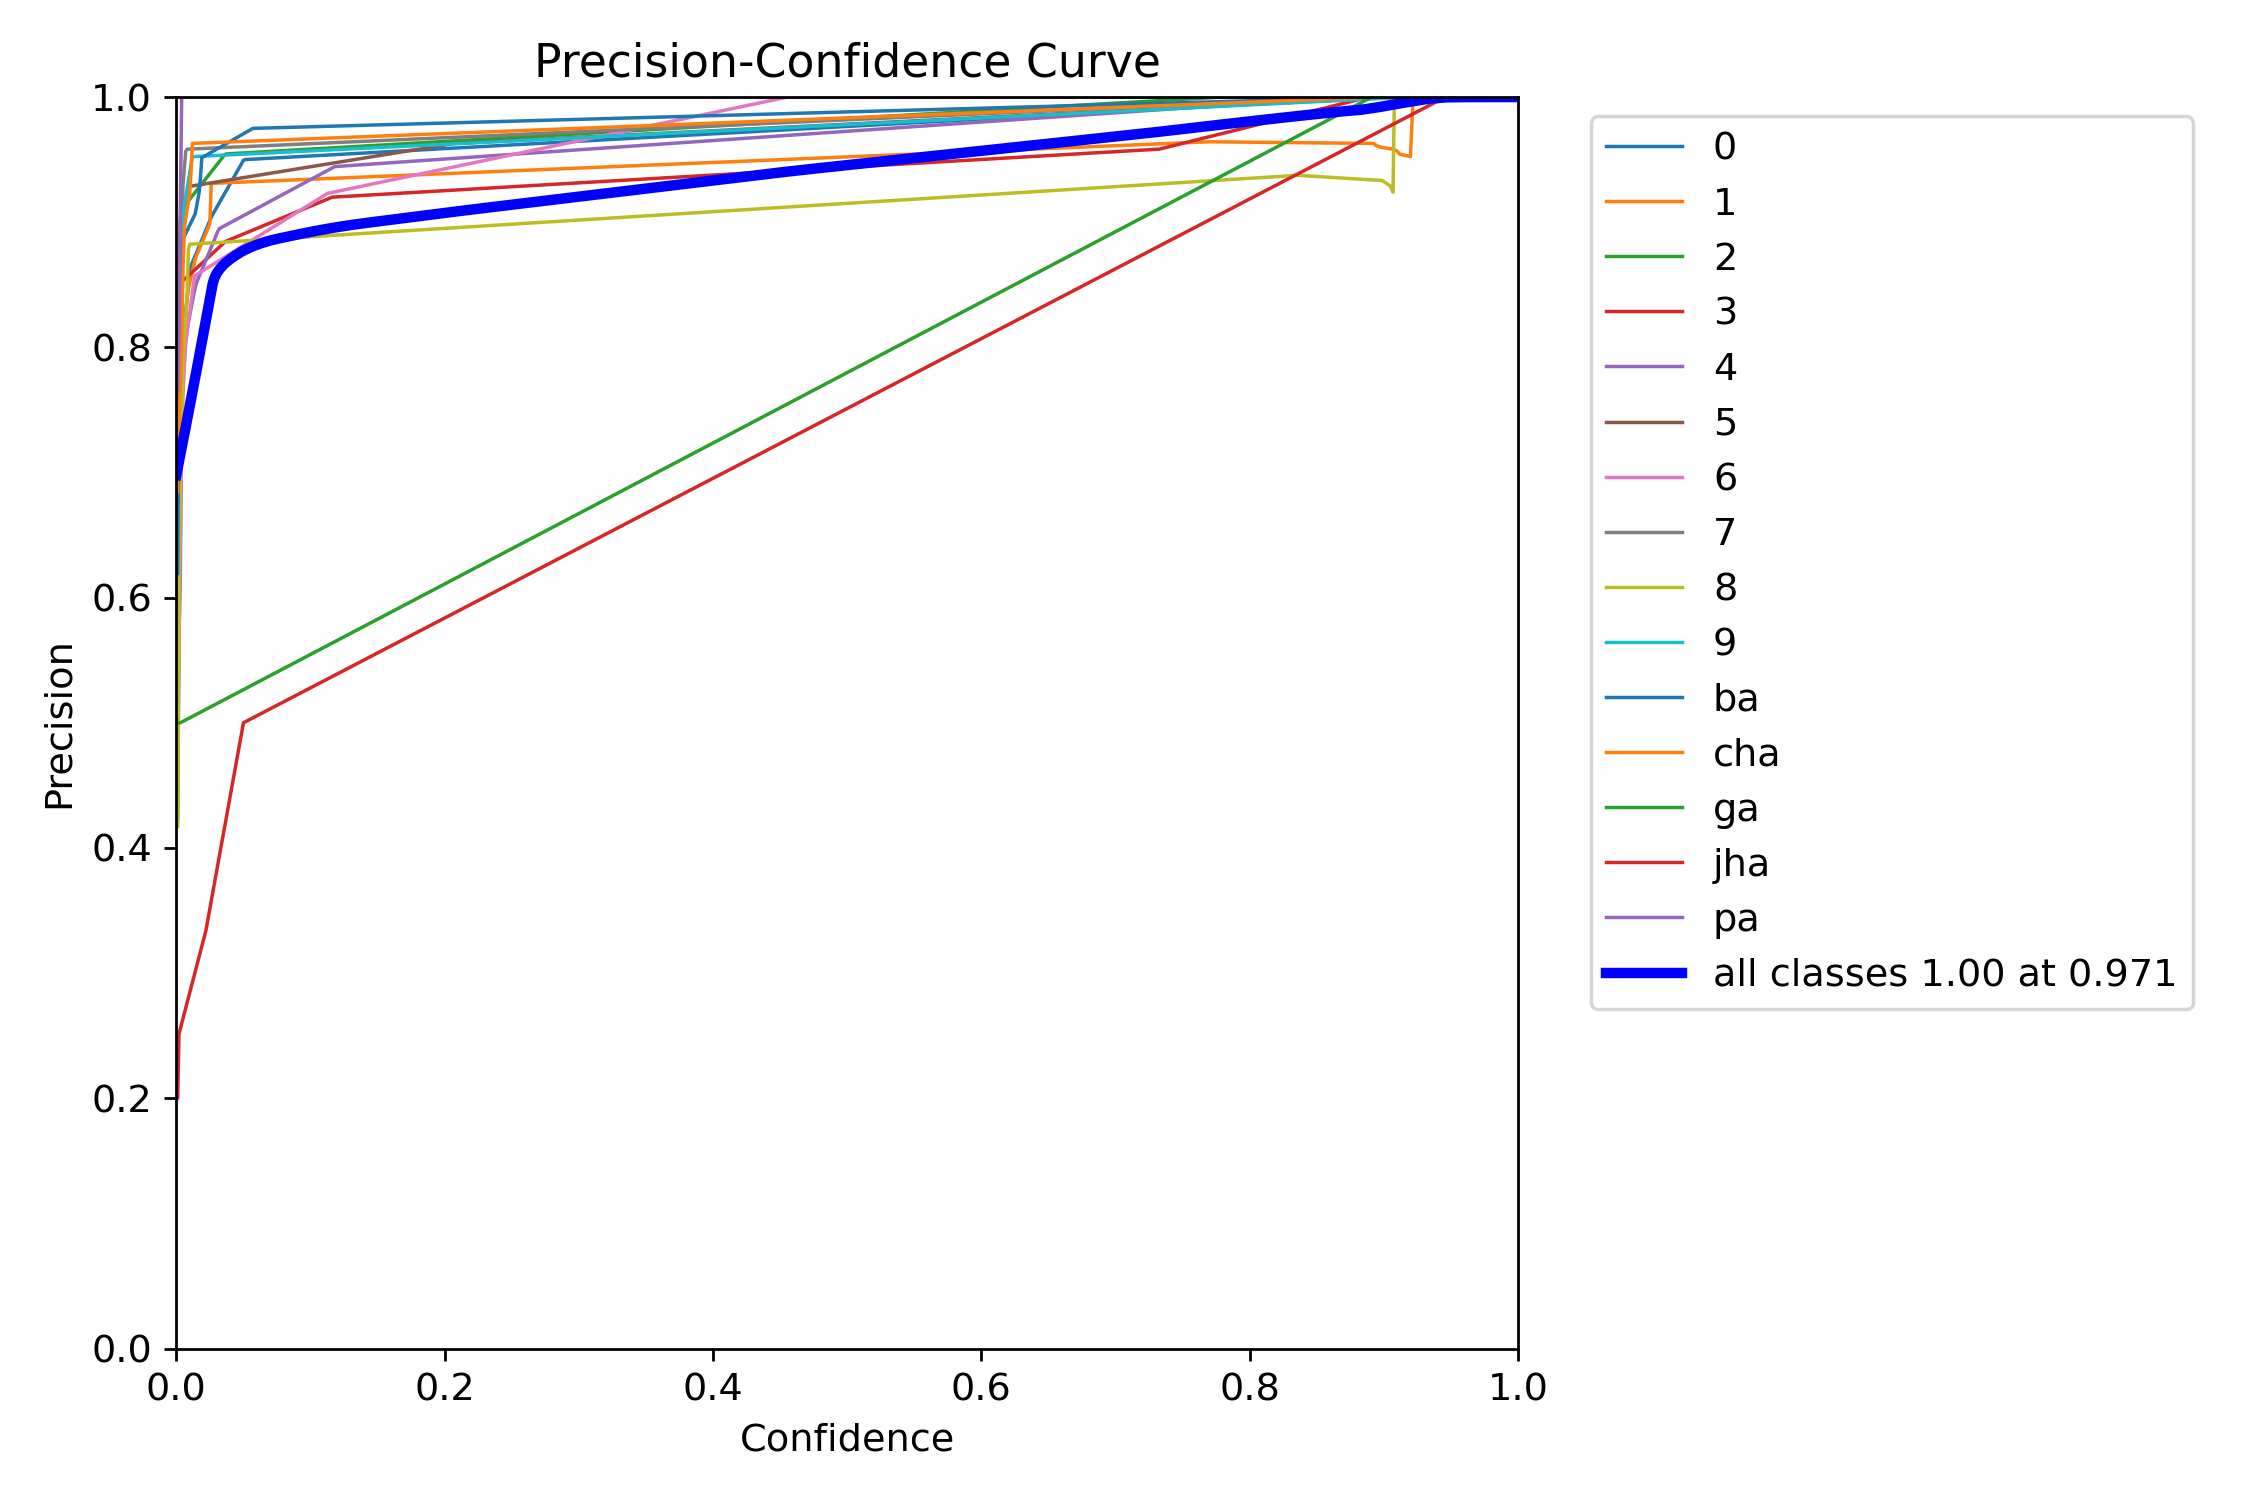 Precision-Confidence Curve
1.0
0.8
0.6
0.4
0.2
0.0
Precision
0.0 0.2 0.4 0.6 0.8 1.0
Confidence
0
1
2
3
4
5
6
7
8
9
ba
cha
ga
jha
pa
all classes 1.00 at 0.971